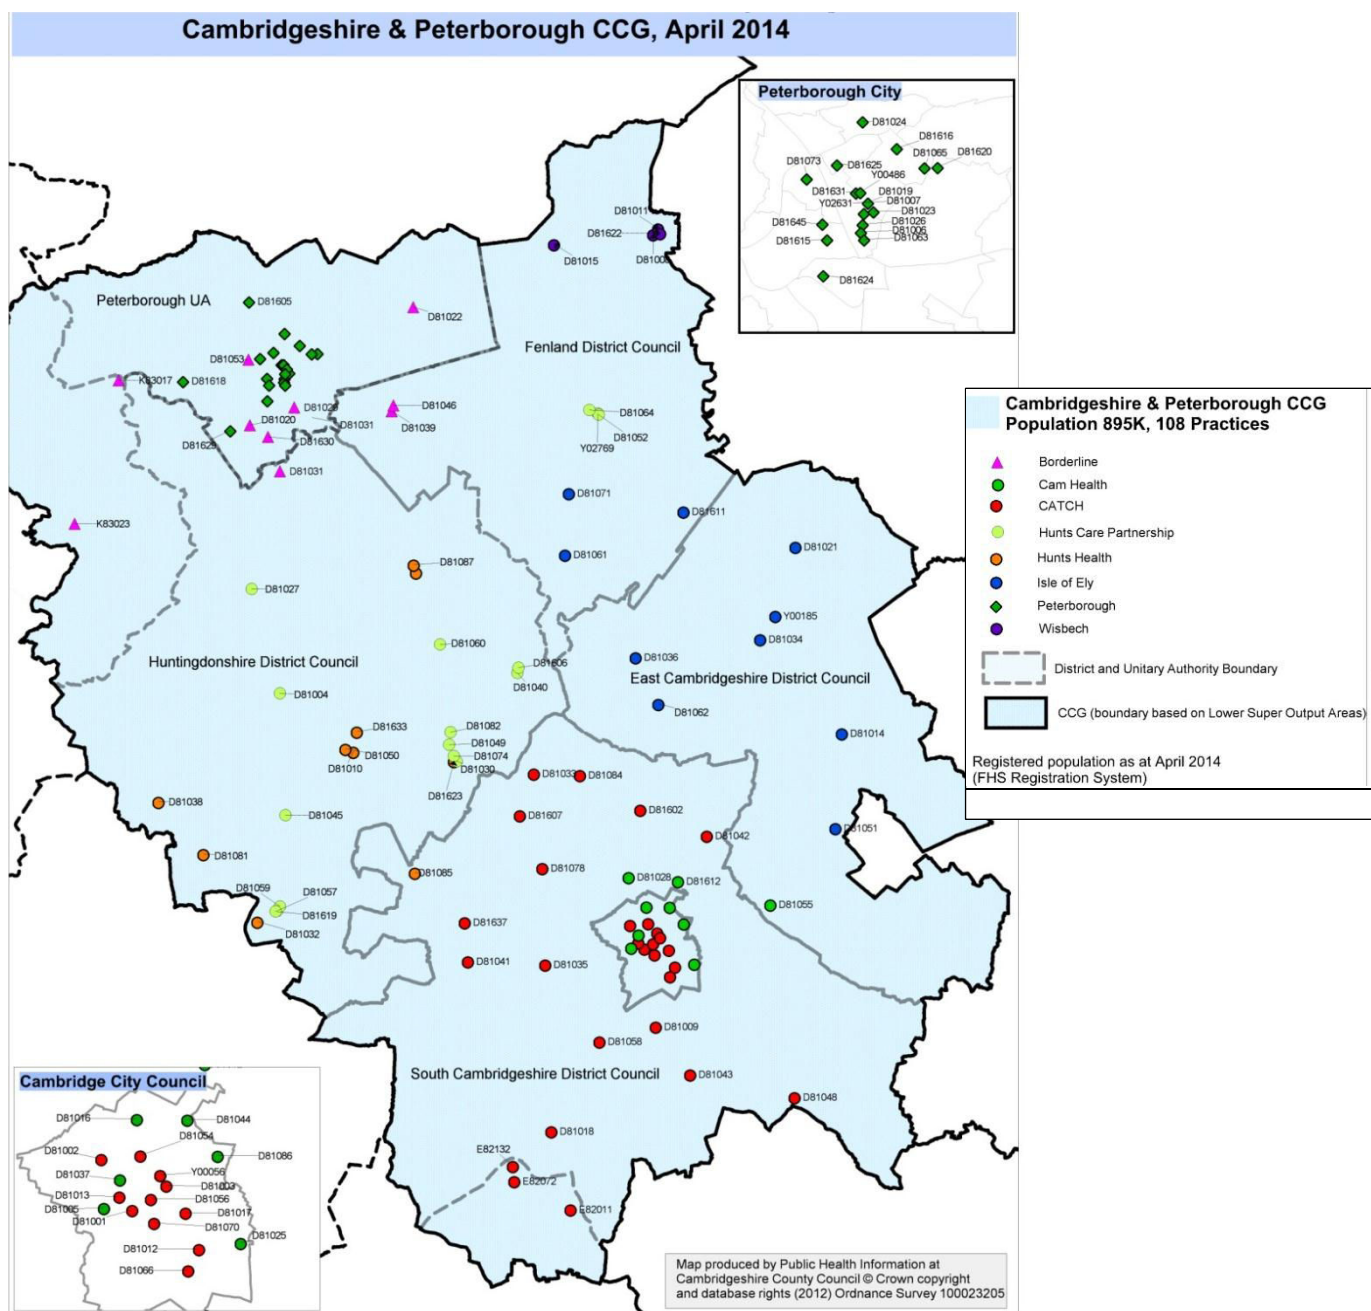 Cambridgeshire & Peterborough CCG, April 2014
Peterborough City
D81024
D81616
D81065
D81620
D81073
D81625
Y00486
D81631
D81019
Y02631
D81007
D81023
D81645
D81026
D81006
D81615
D81063
D81624
D81011
D81622
D81015
Peterborough UA
D81605
D81022
Fenland District Council
D81053
K83017
D81618
D81046
D81029
D81064
D81020
D81031
D81039
D81052
D81629
D81630
Y02769
D81031
D81071
D81611
K83023
D81021
D81087
D81061
D81027
Y00185
D81060
D81034
Huntingdonshire District Council
D81606
D81036
East Cambridgeshire District Council
D81040
D81004
D81062
D81633
D81082
D81014
D81050
D81049
D81074
D81010
D81030
D81033
D81084
D81623
D81038
D81602
D81045
D81607
D81042
D81051
D81081
D81085
D81078
D81028
D81612
D81059
D81057
D81055
D81619
D81637
D81032
D81041
D81035
D81009
D81058
South Cambridgeshire District Council
D81043
D81048
D81018
E82132
E82072
E82011
Cambridgeshire & Peterborough CCG
Population 895K, 108 Practices
Borderline
Cam Health
CATCH
Hunts Care Partnership
Hunts Health
Isle of Ely
Peterborough
Wisbech
District and Unitary Authority Boundary
CCG (boundary based on Lower Super Output Areas)
Registered population as at April 2014
(FHS Registration System)
Cambridge City Council
D81016
D81044
D81054
D81002
D81086
D81037
Y00056
D81003
D81013
D81056
D81005
D81017
D81001
D81070
D81025
D81012
D81066
Map produced by Public Health Information at
Cambridgeshire County Council © Crown copyright
and database rights (2012) Ordnance Survey 100023205